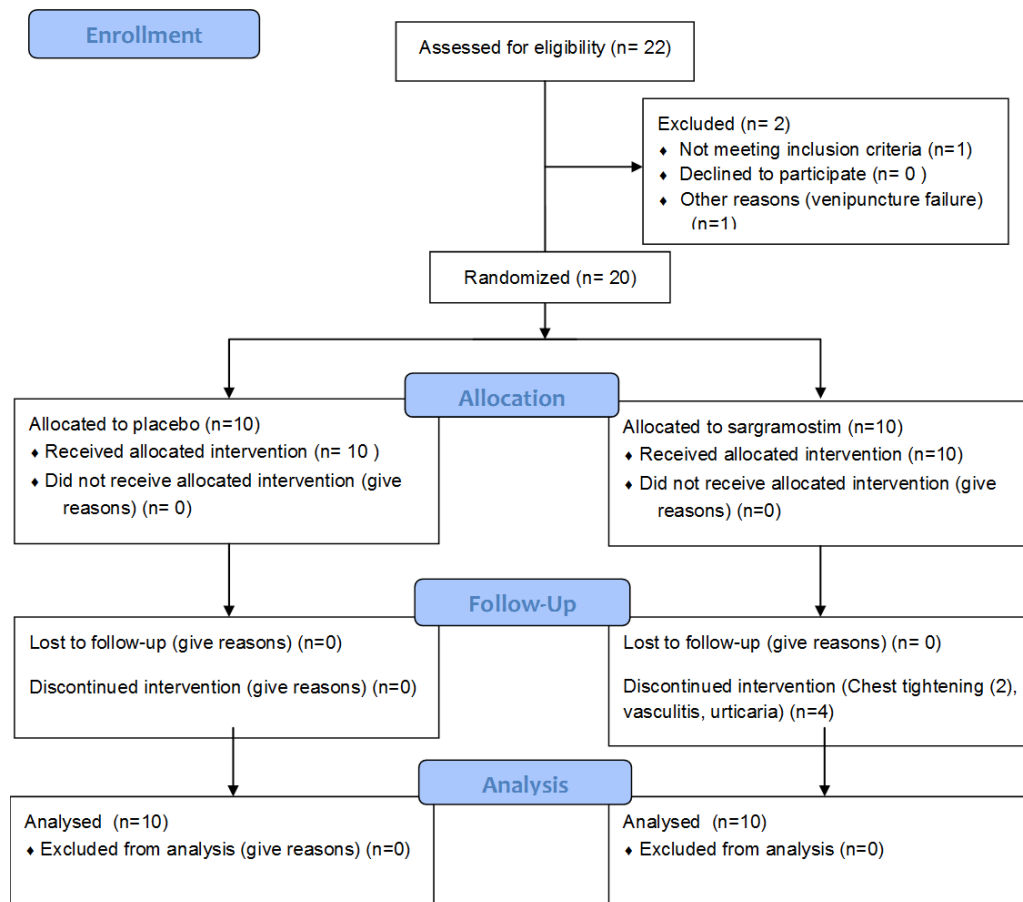 Enrollment
Assessed for eligibility (n= 22)
Excluded (n= 2)
♦ Not meeting inclusion criteria (n=1)
♦ Declined to participate (n= 0 )
♦ Other reasons (venipuncture failure)
(n=1)
Randomized (n= 20)
Allocation
Allocated to placebo (n=10)
♦ Received allocated intervention (n= 10 )
♦ Did not receive allocated intervention (give
reasons) (n= 0)
Allocated to sargramostim (n=10)
♦ Received allocated intervention (n=10)
♦ Did not receive allocated intervention (give
reasons) (n=0)
Follow-Up
Lost to follow-up (give reasons) (n=0)
Discontinued intervention (give reasons) (n=0)
Lost to follow-up (give reasons) (n= 0)
Discontinued intervention (Chest tightening (2),
vasculitis, urticaria) (n=4)
Analysis
Analysed (n=10)
♦ Excluded from analysis (give reasons) (n=0)
Analysed (n=10)
♦ Excluded from analysis (n=0)